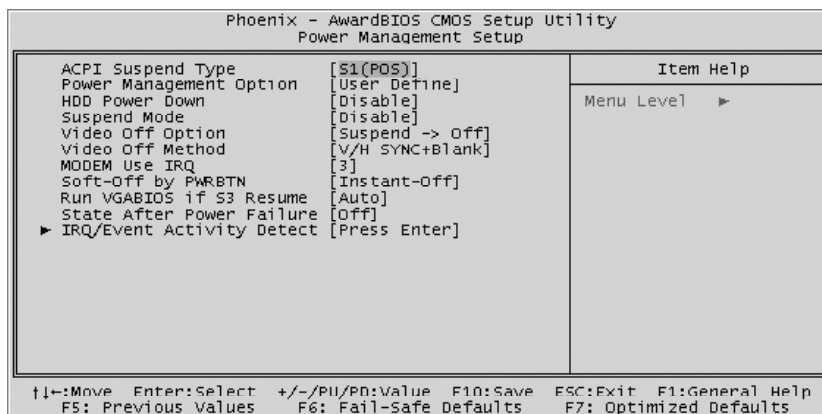 Phoenix - AwardBIOS CMOS Setup Utility
Power Management Setup
ACPI Suspend Type [S1(POS)]
Power Management Option [User Define]
HDD Power Down [Disable]
Suspend Mode [Disable]
Video Off Option [Suspend -> Off]
Video Off Method [V/H SYNC+Blank]
MODEM Use IRQ [3]
Soft-Off by PWRBTN [Instant-Off]
Run VGABIOS if S3 Resume [Auto]
State After Power Failure [Off]
► IRQ/Event Activity Detect [Press Enter]
Item Help
Menu Level ►
↑↓←:Move Enter:Select +/-/PU/PD:Value F10:Save ESC:Exit F1:General Help
F5: Previous Values F6: Fail-Safe Defaults F7: Optimized Defaults